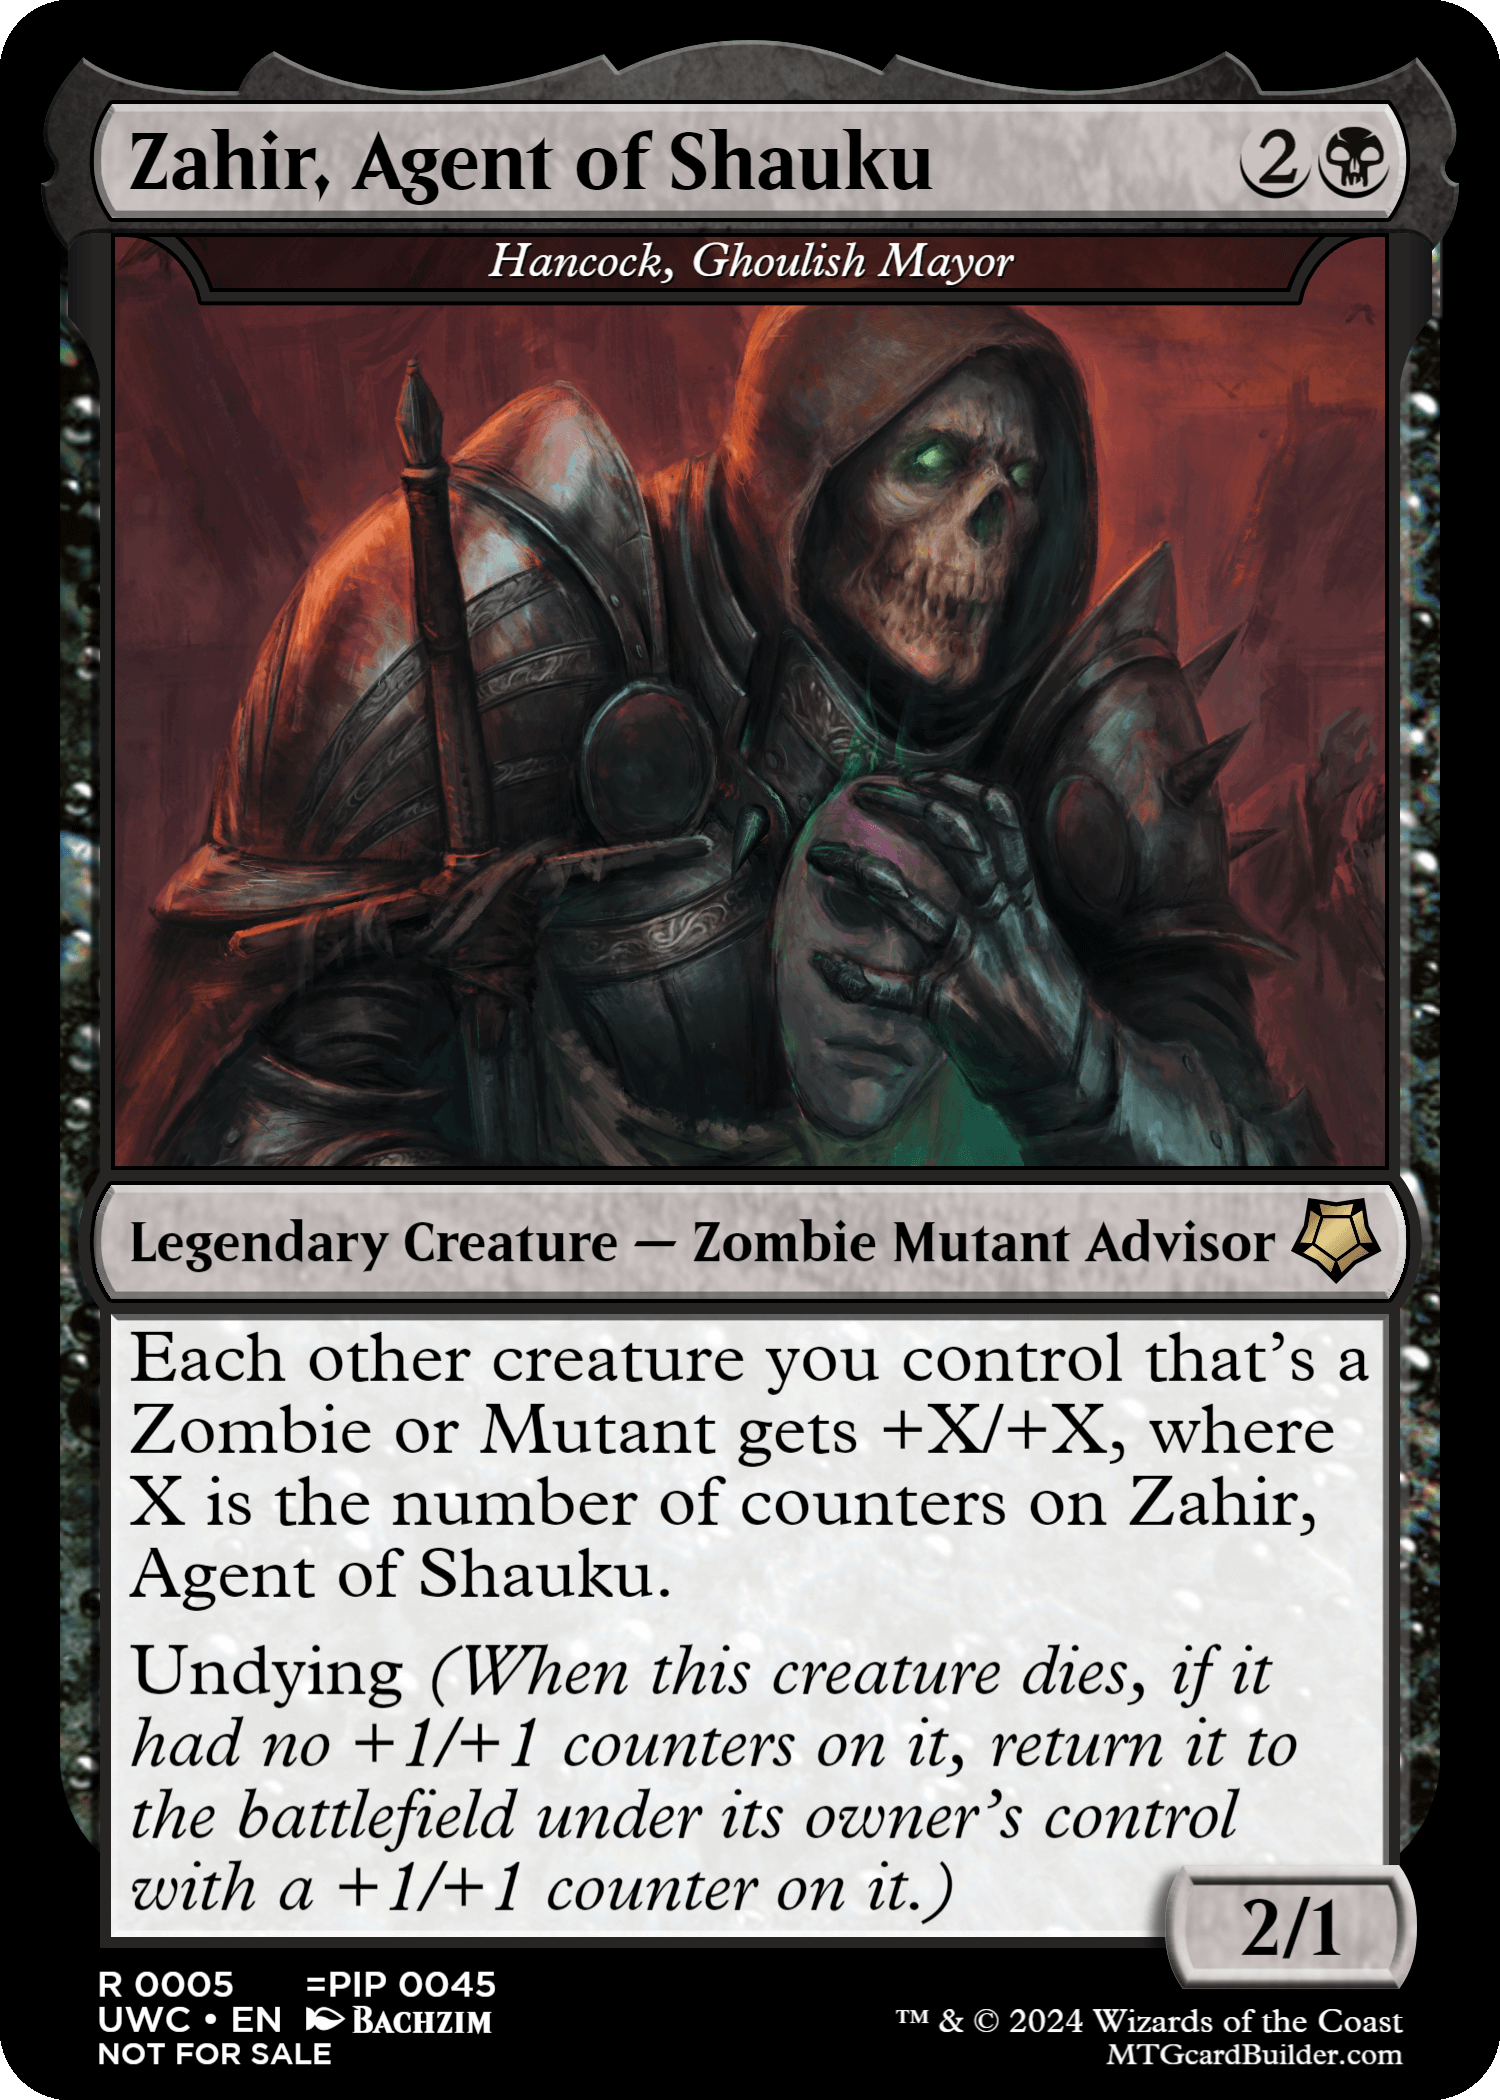 Zahir, Agent of Shauku 2
Hancock, Ghoulish Mayor
Legendary Creature — Zombie Mutant Advisor
Each other creature you control that's a
Zombie or Mutant gets +X/+X, where
X is the number of counters on Zahir,
Agent of Shauku.
Undying (When this creature dies, if it
had no +1/+1 counters on it, return it to
the battlefield under its owner's control
with a +1/+1 counter on it.)
2/1
R 0005 =PIP 0045
UWC • EN BACHZIM
NOT FOR SALE
™ & © 2024 Wizards of the Coast
MTGcardBuilder.com